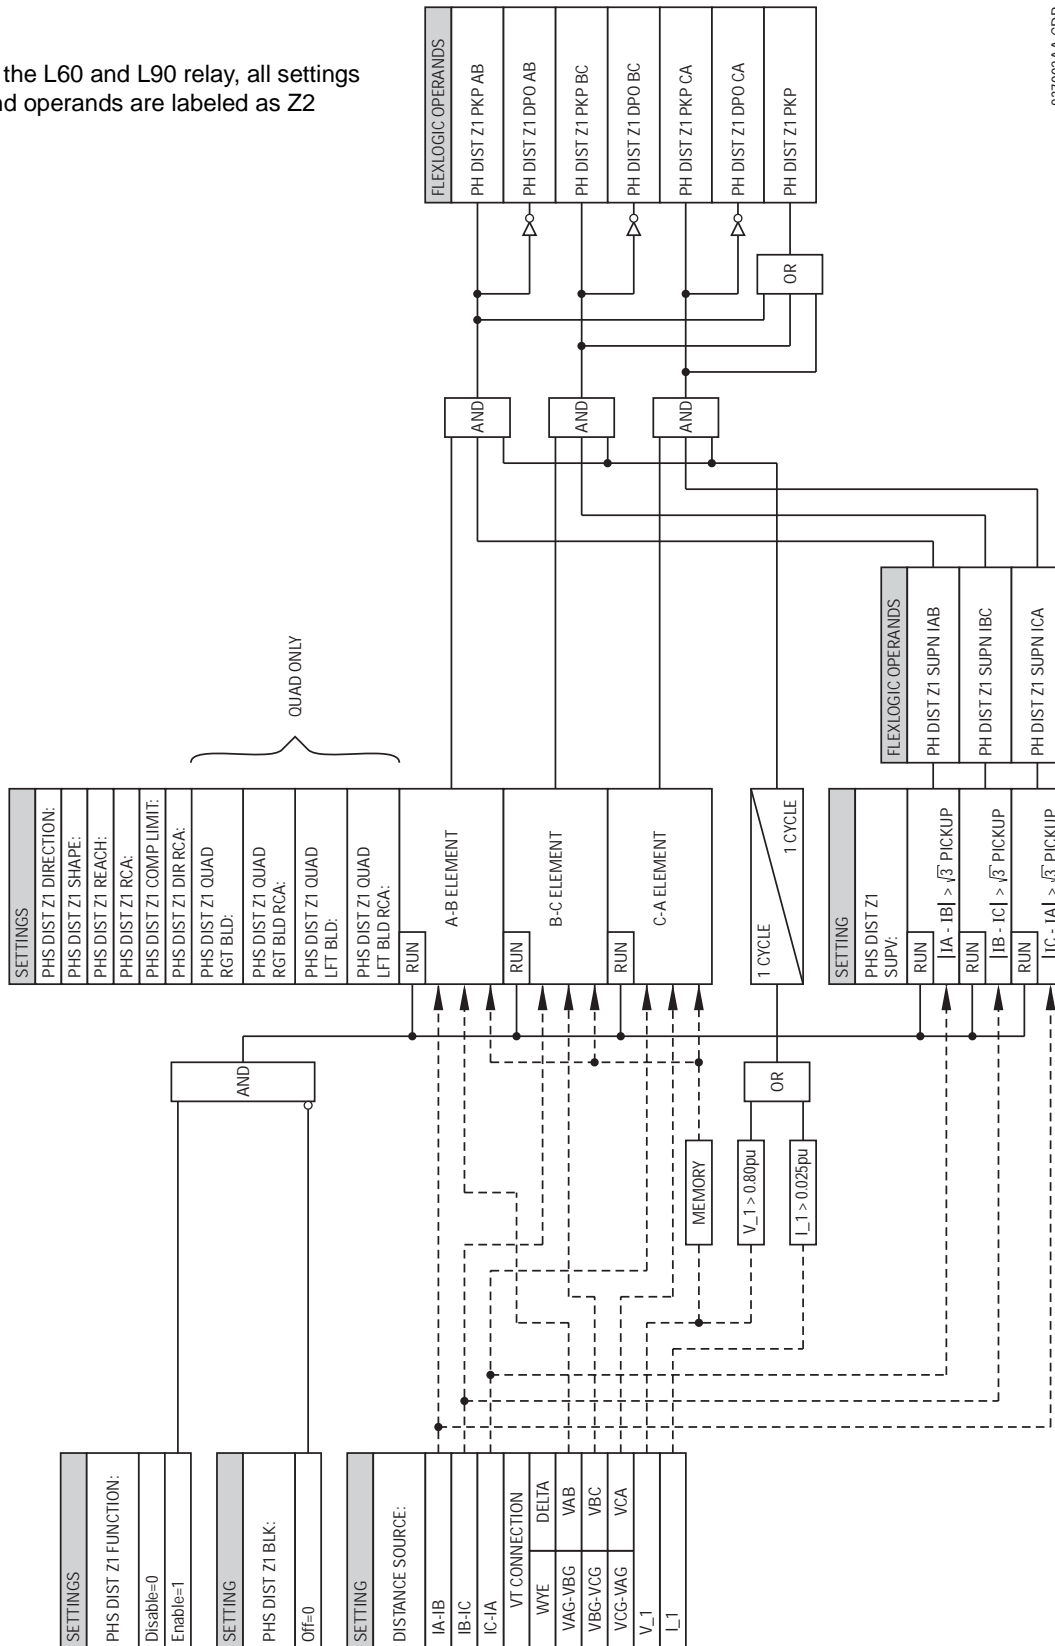 the L60 and L90 relay, all settings
nd operands are labeled as Z2
SETTINGS
PHS DIST Z1 FUNCTION:
Disable=0
Enable=1
SETTING
PHS DIST Z1 BLK:
Off=0
SETTING
DISTANCE SOURCE:
IA-IB
IB-IC
IC-IA
VT CONNECTION
WYE
DELTA
VAG-VBG
VAB
VBG-VCG
VBC
VCG-VAG
VCA
V_1
I_1
AND
MEMORY
V_1 > 0.80pu
I_1 > 0.025pu
OR
SETTINGS
PHS DIST Z1 DIRECTION:
PHS DIST Z1 SHAPE:
PHS DIST Z1 REACH:
PHS DIST Z1 RCA:
PHS DIST Z1 COMP LIMIT:
PHS DIST Z1 DIR RCA:
PHS DIST Z1 QUAD
RGT BLD:
PHS DIST Z1 QUAD
RGT BLD RCA:
PHS DIST Z1 QUAD
LFT BLD:
PHS DIST Z1 QUAD
LFT BLD RCA:
RUN
A-B ELEMENT
RUN
B-C ELEMENT
RUN
C-A ELEMENT
QUAD ONLY
1 CYCLE
1 CYCLE
SETTING
PHS DIST Z1
SUPV:
RUN
|IA - IB| > √3 PICKUP
RUN
|IB - IC| > √3 PICKUP
RUN
|IC - IA| > √3 PICKUP
FLEXLOGIC OPERANDS
PH DIST Z1 SUPN IAB
PH DIST Z1 SUPN IBC
PH DIST Z1 SUPN ICA
AND
AND
AND
OR
FLEXLOGIC OPERANDS
PH DIST Z1 PKP AB
PH DIST Z1 DPO AB
PH DIST Z1 PKP BC
PH DIST Z1 DPO BC
PH DIST Z1 PKP CA
PH DIST Z1 DPO CA
PH DIST Z1 PKP